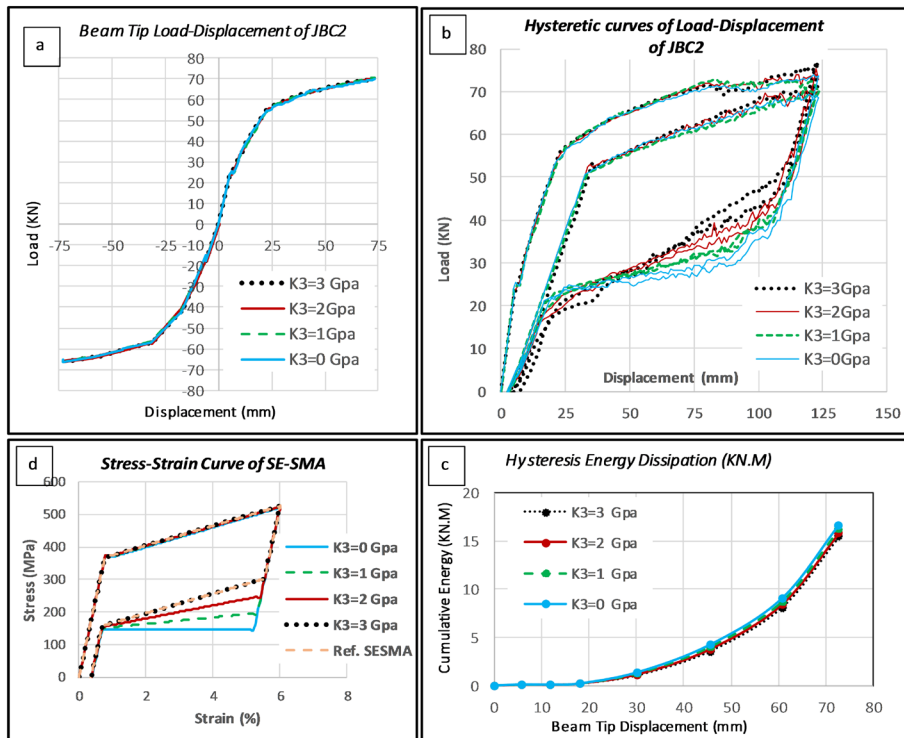 a
Beam Tip Load-Displacement of JBC2
80
70
60
50
40
30
20
10
0
-10
-20
-30
-40
-50
-60
-70
-80
-75
-50
-25
0
25
50
75
Load (KN)
K3=3 Gpa
K3=2Gpa
K3=1Gpa
K3=0 Gpa
Displacement (mm)
b
Hysteretic curves of Load-Displacement
of JBC2
80
70
60
50
40
30
20
10
0
Load (KN)
K3=3Gpa
K3=2Gpa
K3=1Gpa
K3=0Gpa
Displacement (mm)
0
25
50
75
100
125
150
d
Stress-Strain Curve of SE-SMA
600
500
400
300
200
100
0
Stress (MPa)
K3=0 Gpa
K3=1 Gpa
K3=2 Gpa
K3=3 Gpa
Ref. SESMA
0
2
4
6
8
Strain (%)
c
Hysteresis Energy Dissipation (KN.M)
20
15
10
5
0
Cumulative Energy (KN.M)
K3=3 Gpa
K3=2 Gpa
K3=1 Gpa
K3=0 Gpa
0
10
20
30
40
50
60
70
80
Beam Tip Displacement (mm)